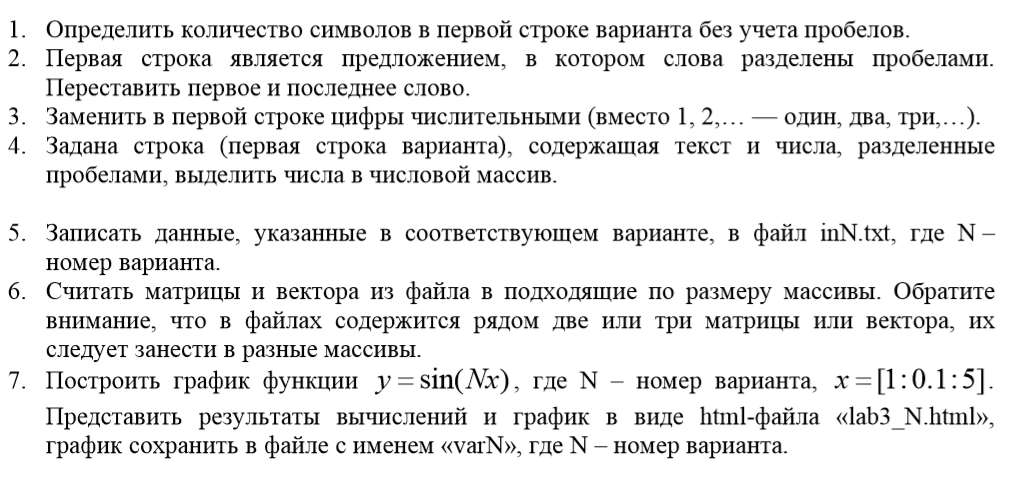 1. Определить количество символов в первой строке варианта без учета пробелов.
2. Первая строка является предложением, в котором слова разделены пробелами.
Переставить первое и последнее слово.
3. Заменить в первой строке цифры числительными (вместо 1, 2,… — один, два, три,…).
4. Задана строка (первая строка варианта), содержащая текст и числа, разделенные
пробелами, выделить числа в числовой массив.
5. Записать данные, указанные в соответствующем варианте, в файл inN.txt, где N –
номер варианта.
6. Считать матрицы и вектора из файла в подходящие по размеру массивы. Обратите
внимание, что в файлах содержится рядом две или три матрицы или вектора, их
следует занести в разные массивы.
7. Построить график функции y = sin(Nx), где N – номер варианта, x = [1:0.1:5].
Представить результаты вычислений и график в виде html-файла «lab3_N.html»,
график сохранить в файле с именем «varN», где N – номер варианта.